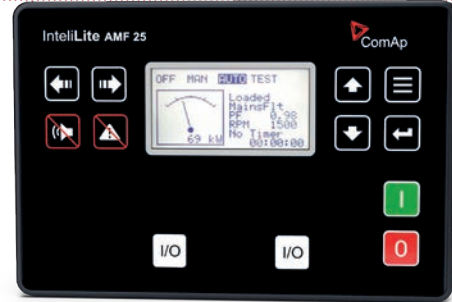 InteliLite AMF 25
ComAp
OFF MAN AUTO TEST
Loaded
MainsFlt
PF 0.98
RPM 1500
No Timer
00:00:00
69 kW
I
I/O
I/O
0